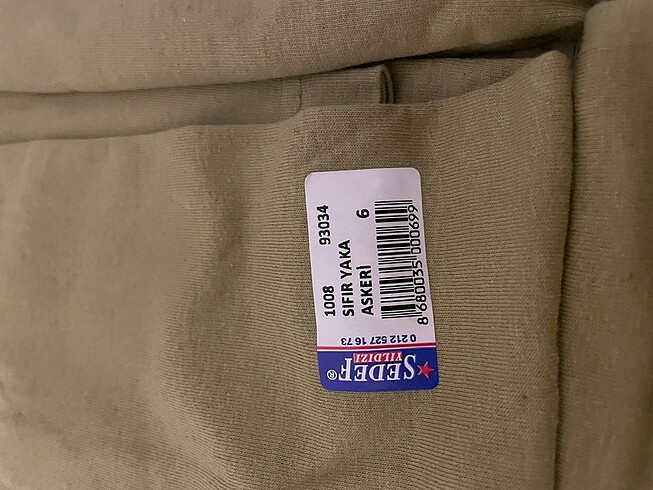 1008 93034
SIFIR YAKA
ASKERİ 6
8 680035 000699
0 212 527 16 73
SEDEF®
YILDIZI